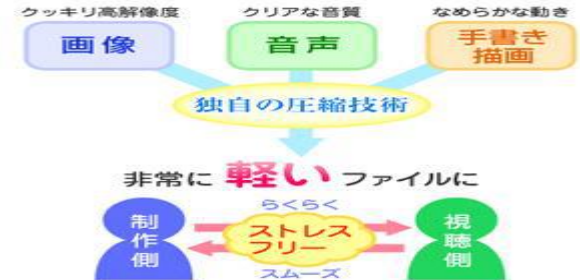 クッキリ高解像度
クリアな音質
なめらかな動き
画像
音声
手書き
描画
独自の圧縮技術
非常に軽いファイルに
らくらく
制作側
ストレス
フリー
視聴側
スムーズ